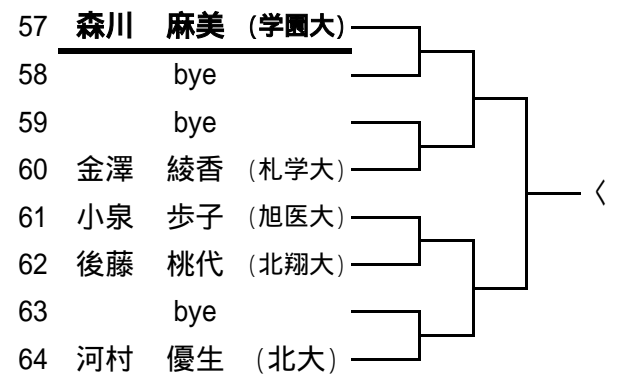 57 森川 麻美 (学園大)
58 bye
59 bye
60 金澤 綾香 (札学大)
61 小泉 歩子 (旭医大)
62 後藤 桃代 (北翔大)
63 bye
64 河村 優生 (北大)
く